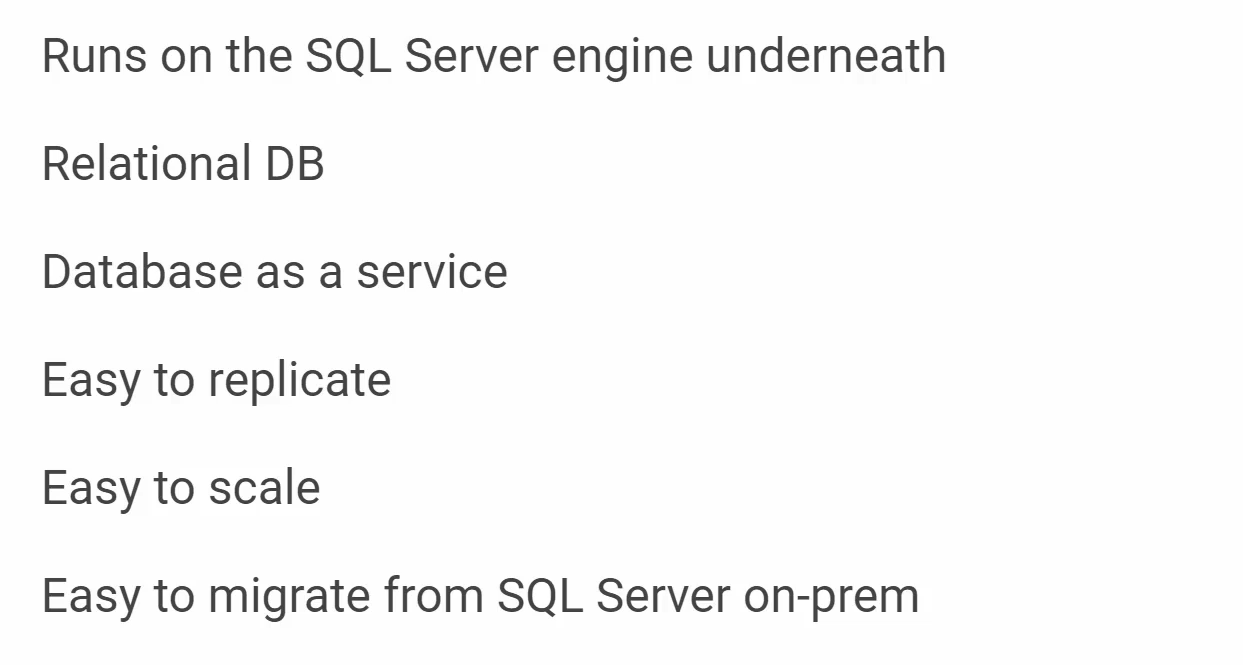 Runs on the SQL Server engine underneath
Relational DB
Database as a service
Easy to replicate
Easy to scale
Easy to migrate from SQL Server on-prem